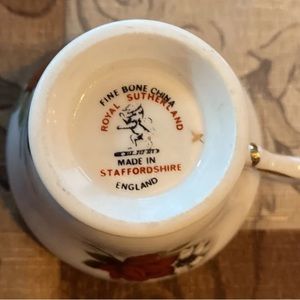 FINE BONE CHINA
ROYAL SUTHERLAND
MADE IN
STAFFORDSHIRE
ENGLAND